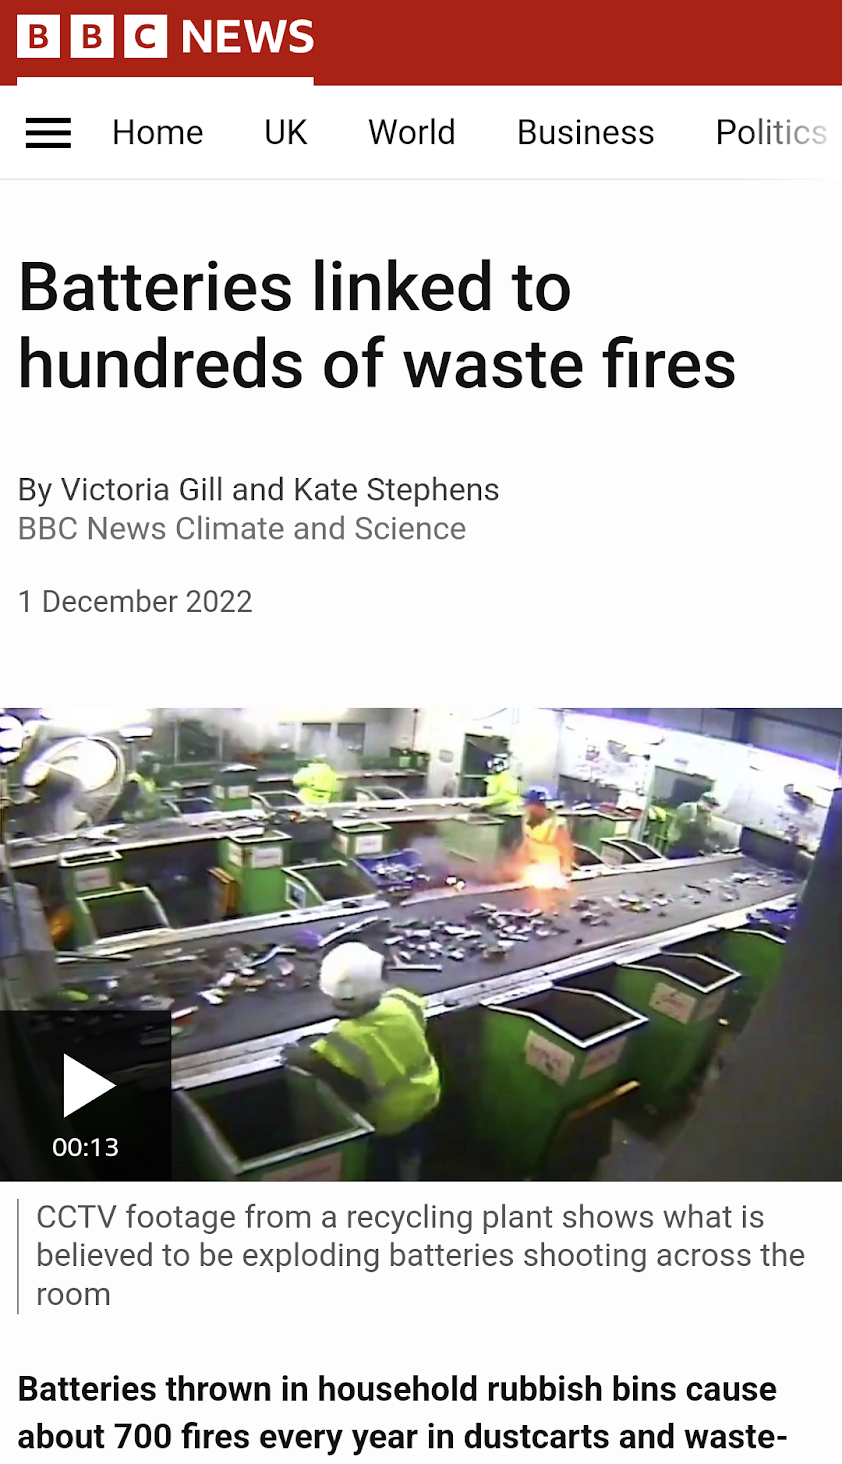 BBC NEWS
Home UK World Business Politics
Batteries linked to
hundreds of waste fires
By Victoria Gill and Kate Stephens
BBC News Climate and Science
1 December 2022
00:13
CCTV footage from a recycling plant shows what is
believed to be exploding batteries shooting across the
room
Batteries thrown in household rubbish bins cause
about 700 fires every year in dustcarts and waste-